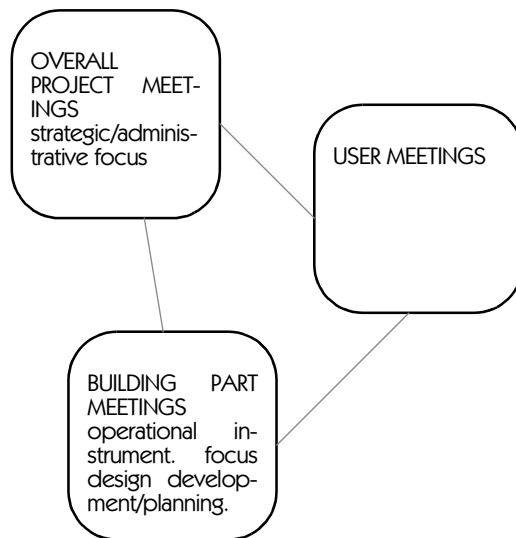 OVERALL
PROJECT MEET-
INGS
strategic/adminis-
trative focus
USER MEETINGS
BUILDING PART
MEETINGS
operational in-
strument. focus
design develop-
ment/planning.